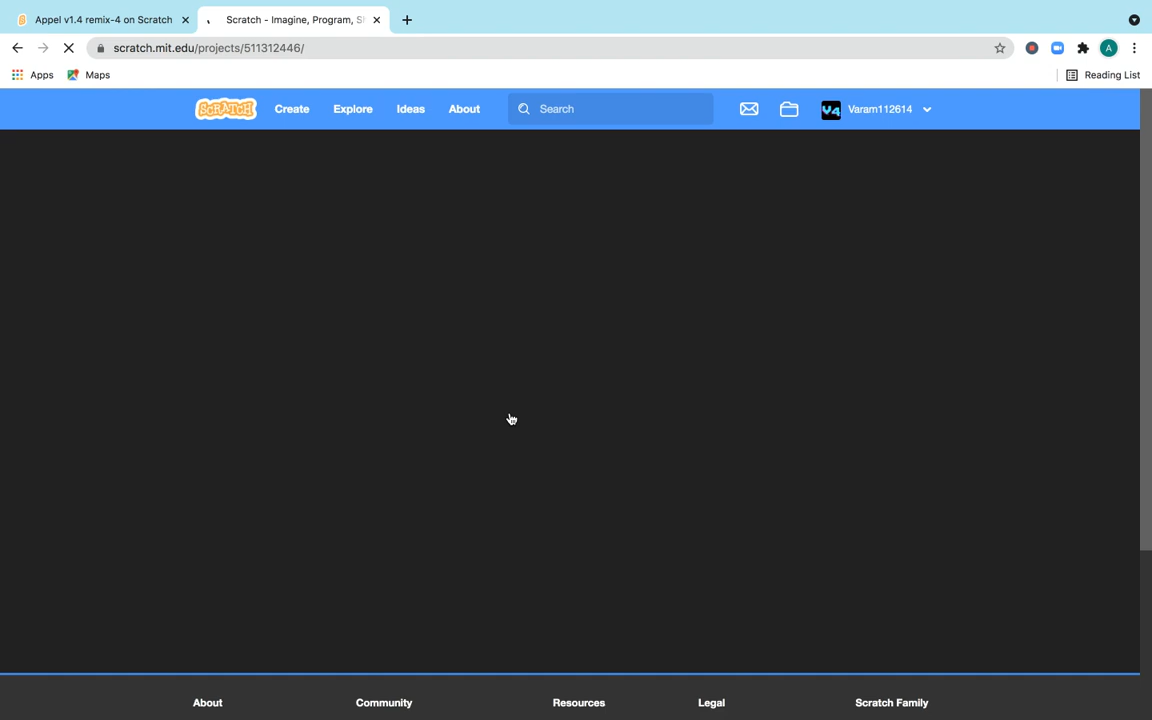 Appel v1.4 remix-4 on Scratch
Scratch - Imagine, Program, S
scratch.mit.edu/projects/511312446/
A
Apps
Maps
Reading List
SCRATCH
Create
Explore
Ideas
About
Search
V4
Varam112614
About
Community
Resources
Legal
Scratch Family